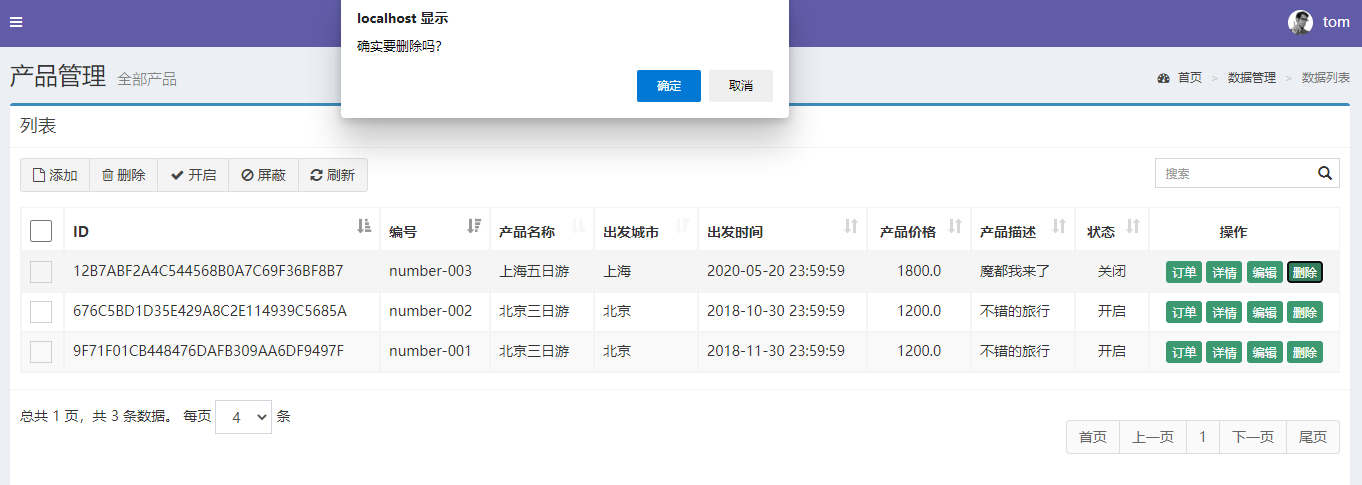 localhost 显示
确实要删除吗?
确定 取消
tom
产品管理 全部产品
首页 > 数据管理 > 数据列表
列表
添加 删除 开启 屏蔽 刷新
搜索
ID 编号 产品名称 出发城市 出发时间 产品价格 产品描述 状态 操作
12B7ABF2A4C544568B0A7C69F36BF8B7 number-003 上海五日游 上海 2020-05-20 23:59:59 1800.0 魔都我来了 关闭 订单 详情 编辑 删除
676C5BD1D35E429A8C2E114939C5685A number-002 北京三日游 北京 2018-10-30 23:59:59 1200.0 不错的旅行 开启 订单 详情 编辑 删除
9F71F01CB448476DAFB309AA6DF9497F number-001 北京三日游 北京 2018-11-30 23:59:59 1200.0 不错的旅行 开启 订单 详情 编辑 删除
总共 1 页，共 3 条数据。 每页 4 条
首页 上一页 1 下一页 尾页